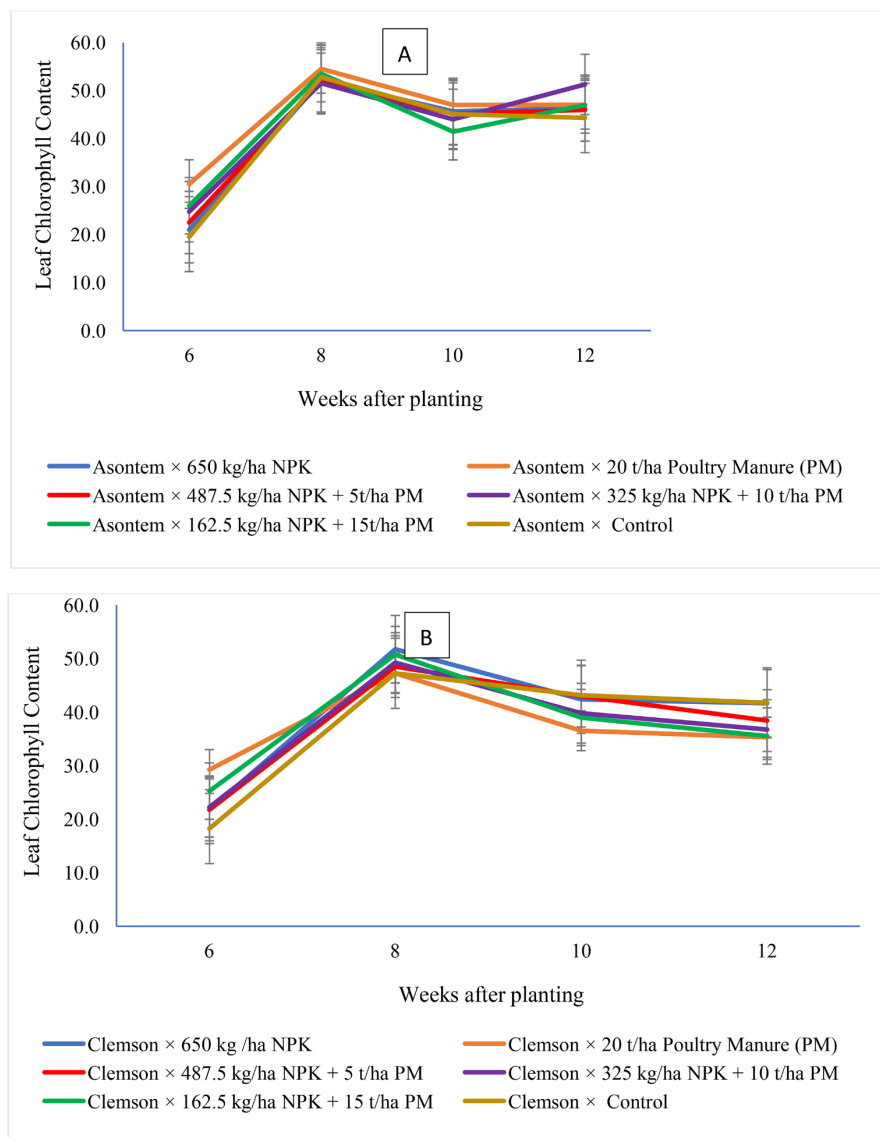 60.0
A
50.0
40.0
30.0
20.0
10.0
0.0
Leaf Chlorophyll Content
6 8 10 12
Weeks after planting
Asontem × 650 kg/ha NPK
Asontem × 20 t/ha Poultry Manure (PM)
Asontem × 487.5 kg/ha NPK + 5t/ha PM
Asontem × 325 kg/ha NPK + 10 t/ha PM
Asontem × 162.5 kg/ha NPK + 15t/ha PM
Asontem × Control
60.0
B
50.0
40.0
30.0
20.0
10.0
0.0
Leaf Chlorophyll Content
6 8 10 12
Weeks after planting
Clemson × 650 kg /ha NPK
Clemson × 20 t/ha Poultry Manure (PM)
Clemson × 487.5 kg/ha NPK + 5 t/ha PM
Clemson × 325 kg/ha NPK + 10 t/ha PM
Clemson × 162.5 kg/ha NPK + 15 t/ha PM
Clemson × Control